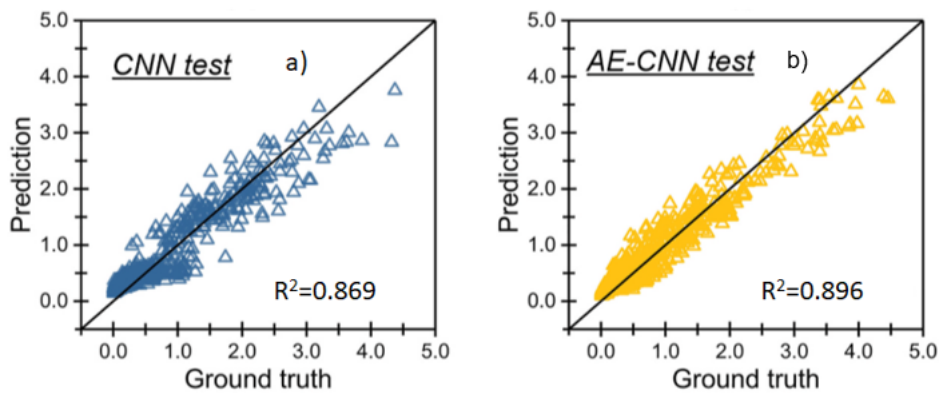 CNN test a)
5.0
4.0
3.0
2.0
1.0
0.0
Prediction
R²=0.869
0.0 1.0 2.0 3.0 4.0 5.0
Ground truth
AE-CNN test b)
5.0
4.0
3.0
2.0
1.0
0.0
Prediction
R²=0.896
0.0 1.0 2.0 3.0 4.0 5.0
Ground truth